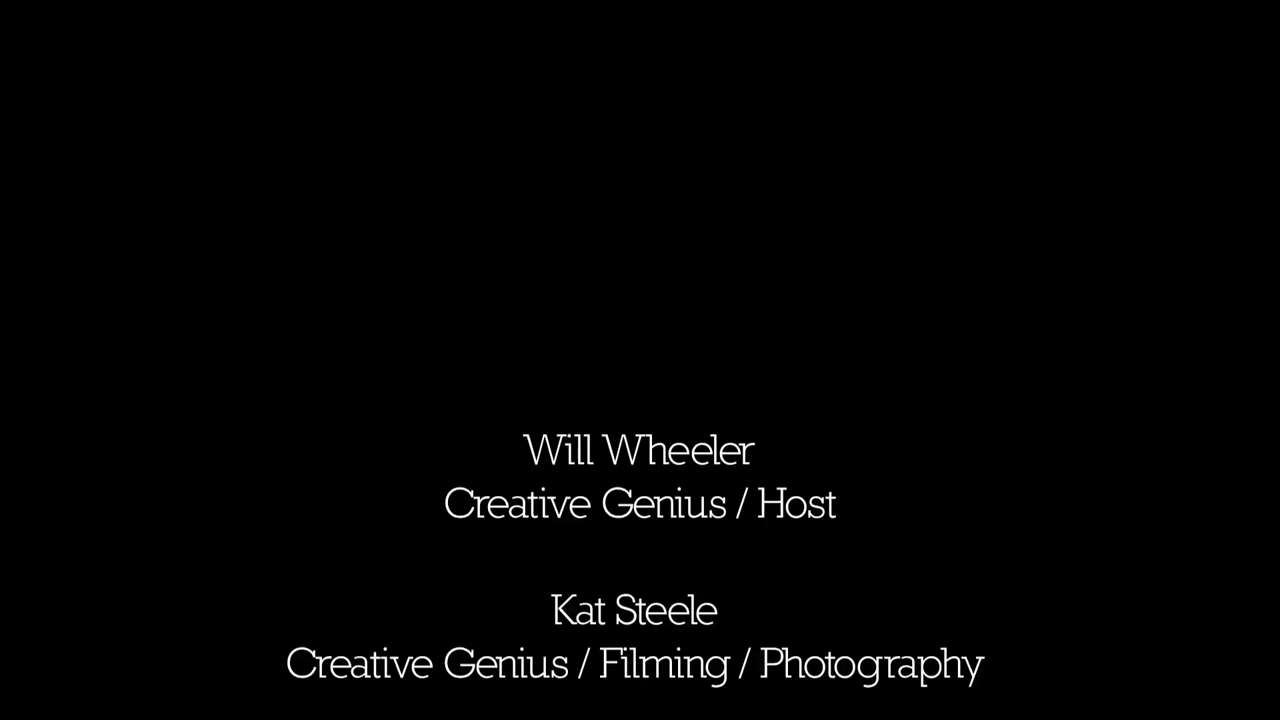 Will Wheeler
Creative Genius / Host
Kat Steele
Creative Genius / Filming / Photography